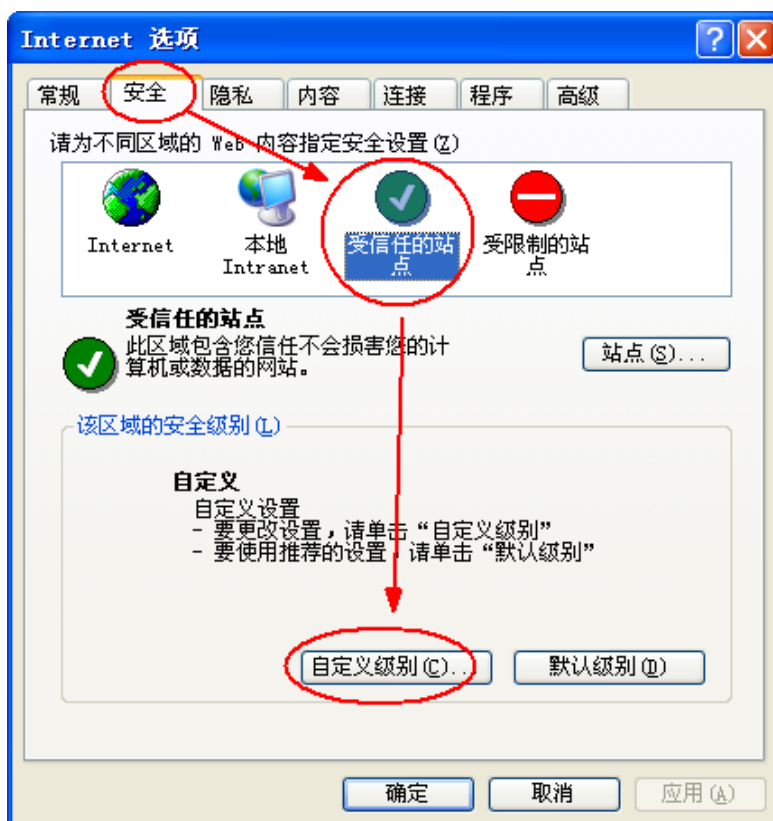 Internet 选项
常规 安全 隐私 内容 连接 程序 高级
请为不同区域的 Web 内容指定安全设置(Z)
Internet
本地
Intranet
受信任的站
点
受限制的站
点
受信任的站点
此区域包含您信任不会损害您的计
算机或数据的网站。
站点(S)...
该区域的安全级别(L)
自定义
自定义设置
- 要更改设置，请单击“自定义级别”
- 要使用推荐的设置，请单击“默认级别”
自定义级别(C)... 默认级别(D)
确定 取消 应用(A)